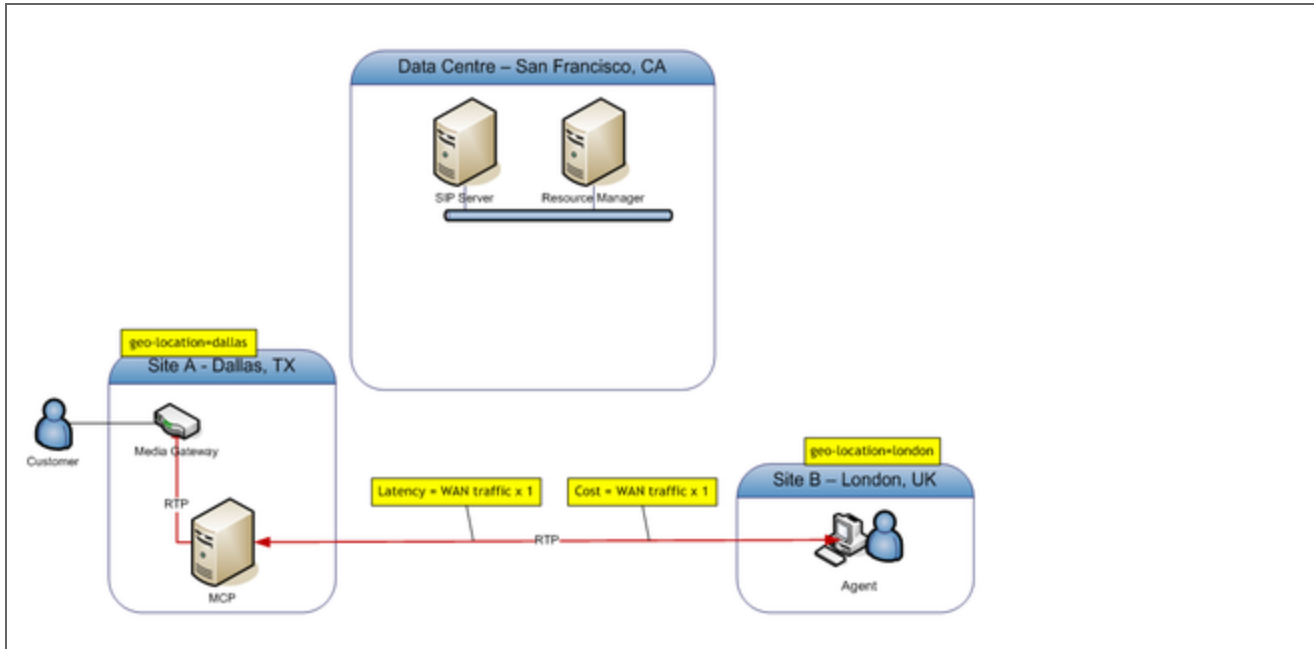 Data Centre – San Francisco, CA
SIP Server
Resource Manager
geo-location=dallas
Site A - Dallas, TX
Customer
Media Gateway
RTP
MCP
Latency = WAN traffic x 1
Cost = WAN traffic x 1
RTP
geo-location=london
Site B – London, UK
Agent